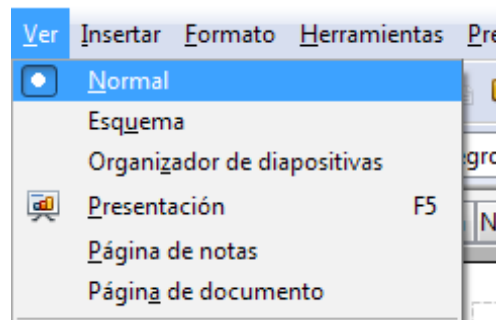 Ver Insertar Formato Herramientas
Normal
Esquema
Organizador de diapositivas
Presentación F5
Página de notas
Página de documento